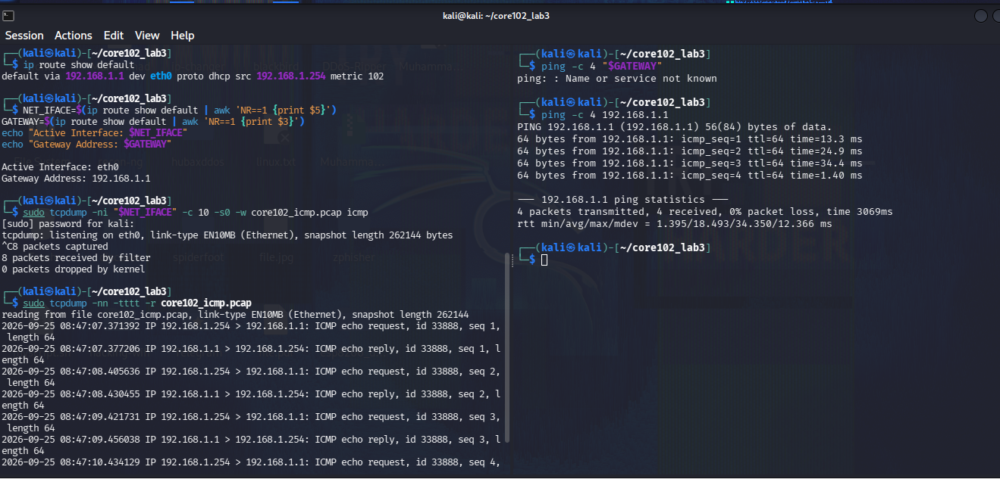 kali@kali: ~/core102_lab3
Session Actions Edit View Help
┌──(kali㉿kali)-[~/core102_lab3]
└─$ ip route show default
default via 192.168.1.1 dev eth0 proto dhcp src 192.168.1.254 metric 102
┌──(kali㉿kali)-[~/core102_lab3]
└─$ NET_IFACE=$(ip route show default | awk 'NR==1 {print $5}')
GATEWAY=$(ip route show default | awk 'NR==1 {print $3}')
echo "Active Interface: $NET_IFACE"
echo "Gateway Address: $GATEWAY"
Active Interface: eth0
Gateway Address: 192.168.1.1
┌──(kali㉿kali)-[~/core102_lab3]
└─$ sudo tcpdump -ni "$NET_IFACE" -c 10 -s0 -w core102_icmp.pcap icmp
[sudo] password for kali:
tcpdump: listening on eth0, link-type EN10MB (Ethernet), snapshot length 262144 bytes
^C8 packets captured
8 packets received by filter
0 packets dropped by kernel
┌──(kali㉿kali)-[~/core102_lab3]
└─$ sudo tcpdump -nn -tttt -r core102_icmp.pcap
reading from file core102_icmp.pcap, link-type EN10MB (Ethernet), snapshot length 262144
2026-09-25 08:47:07.371392 IP 192.168.1.254 > 192.168.1.1: ICMP echo request, id 33888, seq 1,
 length 64
2026-09-25 08:47:07.377206 IP 192.168.1.1 > 192.168.1.254: ICMP echo reply, id 33888, seq 1, l
ength 64
2026-09-25 08:47:08.405636 IP 192.168.1.254 > 192.168.1.1: ICMP echo request, id 33888, seq 2,
 length 64
2026-09-25 08:47:08.430455 IP 192.168.1.1 > 192.168.1.254: ICMP echo reply, id 33888, seq 2, l
ength 64
2026-09-25 08:47:09.421731 IP 192.168.1.254 > 192.168.1.1: ICMP echo request, id 33888, seq 3,
 length 64
2026-09-25 08:47:09.456038 IP 192.168.1.1 > 192.168.1.254: ICMP echo reply, id 33888, seq 3, l
ength 64
2026-09-25 08:47:10.434129 IP 192.168.1.254 > 192.168.1.1: ICMP echo request, id 33888, seq 4,
┌──(kali㉿kali)-[~/core102_lab3]
└─$ ping -c 4 "$GATEWAY"
ping: : Name or service not known
┌──(kali㉿kali)-[~/core102_lab3]
└─$ ping -c 4 192.168.1.1
PING 192.168.1.1 (192.168.1.1) 56(84) bytes of data.
64 bytes from 192.168.1.1: icmp_seq=1 ttl=64 time=13.3 ms
64 bytes from 192.168.1.1: icmp_seq=2 ttl=64 time=24.9 ms
64 bytes from 192.168.1.1: icmp_seq=3 ttl=64 time=34.4 ms
64 bytes from 192.168.1.1: icmp_seq=4 ttl=64 time=1.40 ms
--- 192.168.1.1 ping statistics ---
4 packets transmitted, 4 received, 0% packet loss, time 3069ms
rtt min/avg/max/mdev = 1.395/18.493/34.350/12.366 ms
┌──(kali㉿kali)-[~/core102_lab3]
└─$
hubaxddos
linux.txt
spiderfoot
file.jpg
zphisher
HARDER